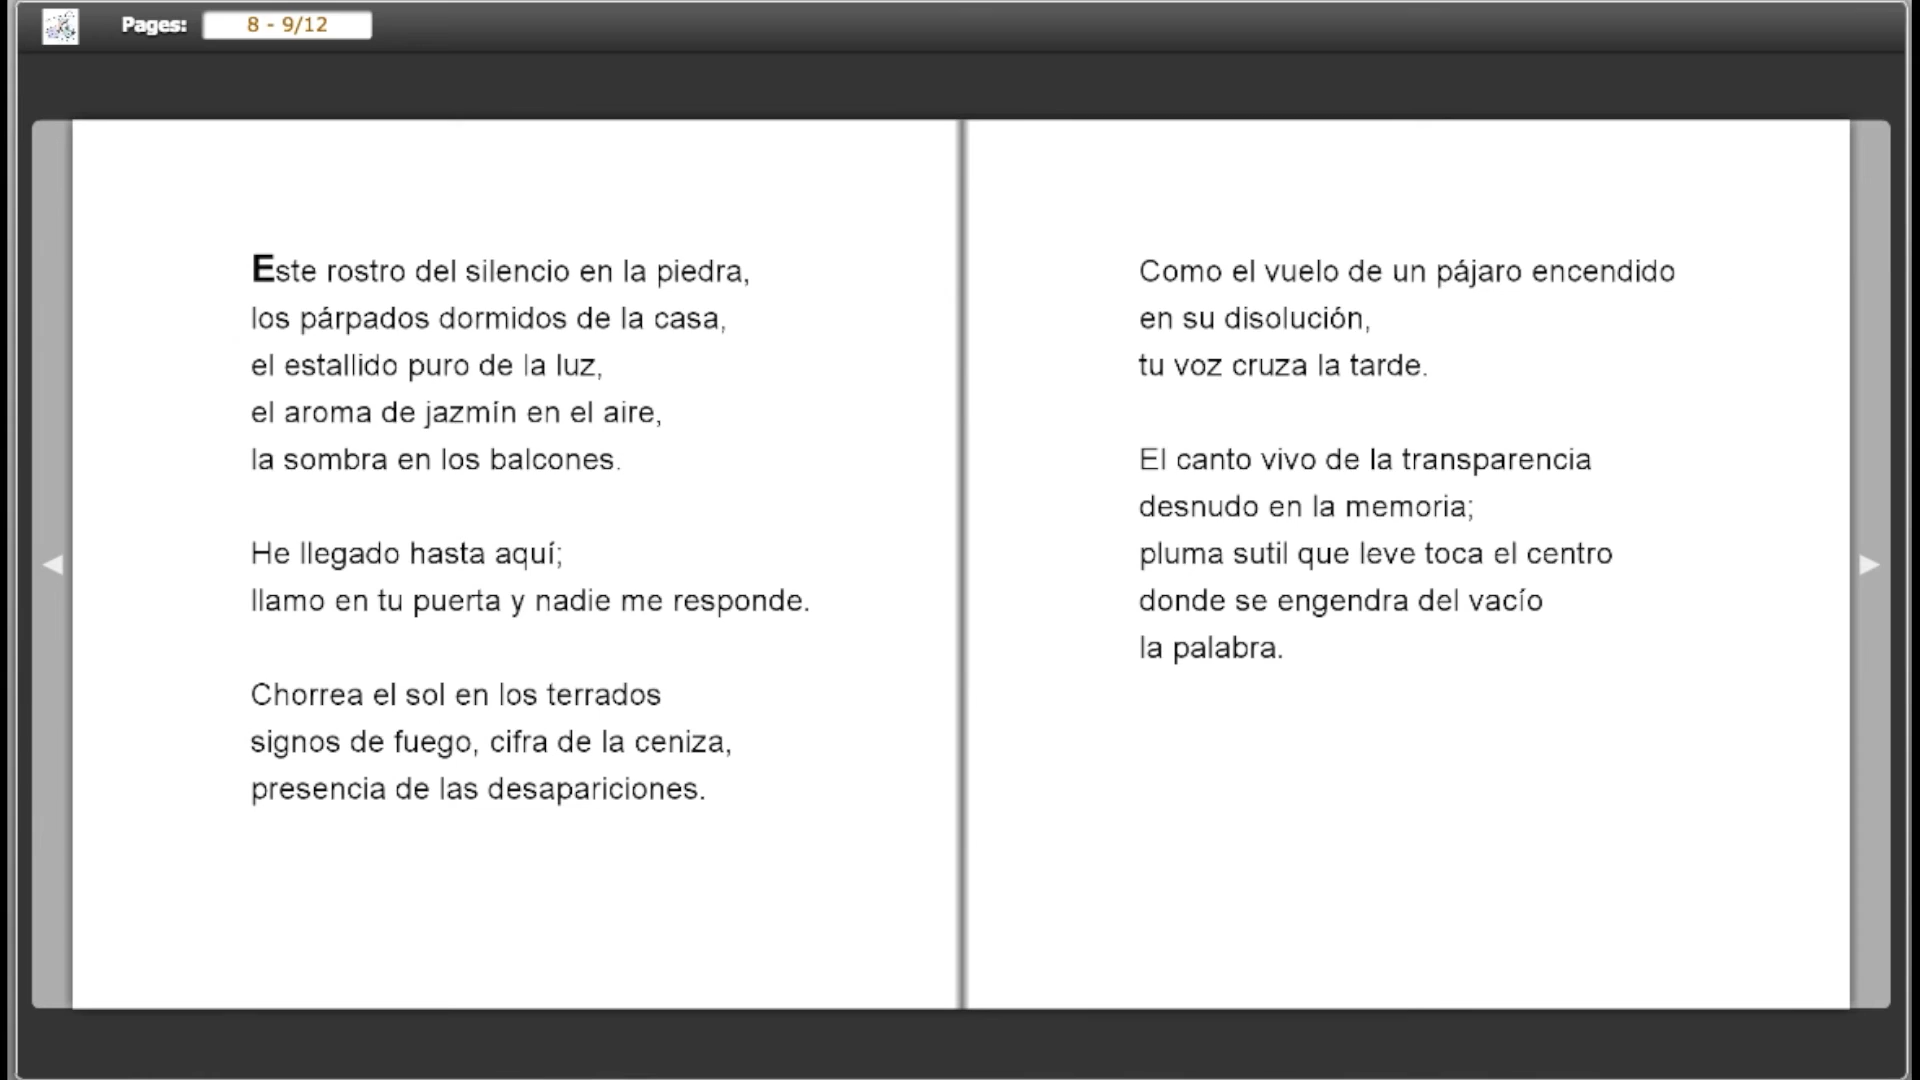 Pages: 8 - 9/12
Este rostro del silencio en la piedra,
los párpados dormidos de la casa,
el estallido puro de la luz,
el aroma de jazmín en el aire,
la sombra en los balcones.
He llegado hasta aquí;
llamo en tu puerta y nadie me responde.
Chorrea el sol en los terrados
signos de fuego, cifra de la ceniza,
presencia de las desapariciones.
Como el vuelo de un pájaro encendido
en su disolución,
tu voz cruza la tarde.
El canto vivo de la transparencia
desnudo en la memoria;
pluma sutil que leve toca el centro
donde se engendra del vacío
la palabra.